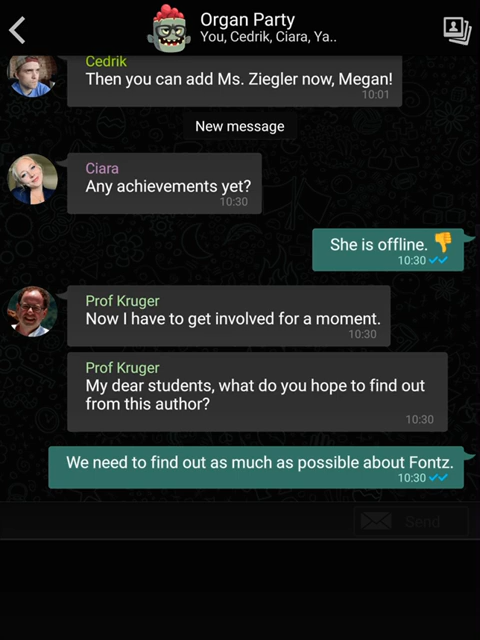 Organ Party
You, Cedrik, Ciara, Ya..
Cedrik
Then you can add Ms. Ziegler now, Megan!
10:01
New message
Ciara
Any achievements yet?
10:30
She is offline. 👎
10:30
Prof Kruger
Now I have to get involved for a moment.
10:30
Prof Kruger
My dear students, what do you hope to find out
from this author?
10:30
We need to find out as much as possible about Fontz.
10:30
Send